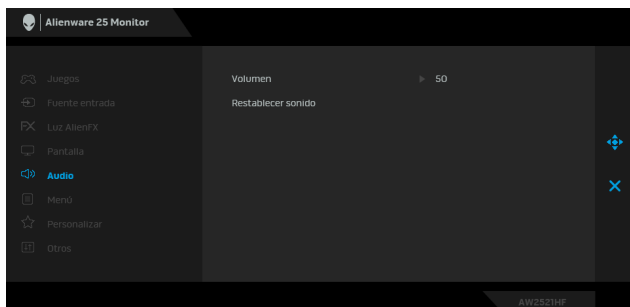 Alienware 25 Monitor
Juegos
Volumen 50
Fuente entrada
Restablecer sonido
FX Luz AlienFX
Pantalla
Audio
Menú
Personalizar
Otros
AW2521HF